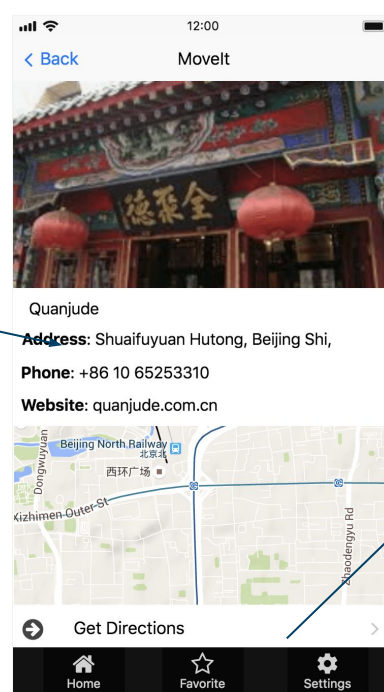 12:00
Back
MoveIt
德聚全
Quanjude
Address: Shuaifuyuan Hutong, Beijing Shi,
Phone: +86 10 65253310
Website: quanjude.com.cn
Dongwuyuan
Beijing North Railway
北京北
西环广场
Xizhimen Outer St
Zhaodengyu Rd
Get Directions
Home
Favorite
Settings